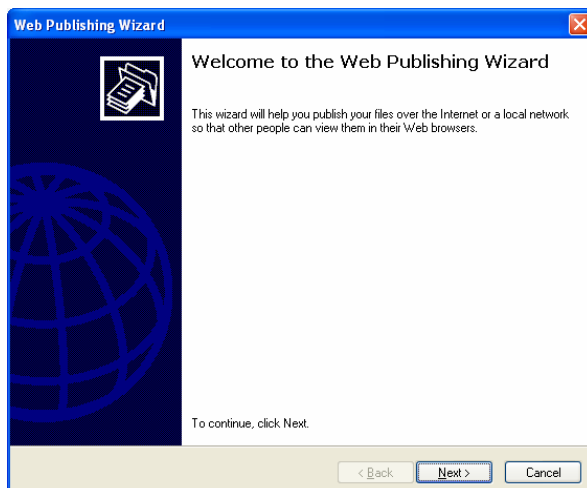 Web Publishing Wizard
Welcome to the Web Publishing Wizard
This wizard will help you publish your files over the Internet or a local network
so that other people can view them in their Web browsers.
To continue, click Next.
< Back
Next >
Cancel